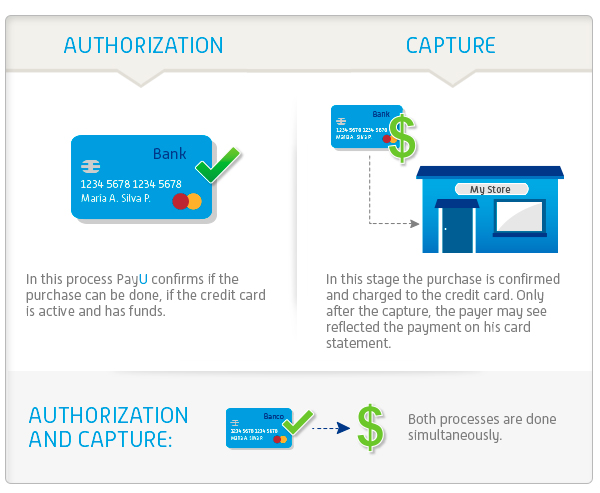 AUTHORIZATION
CAPTURE
Bank
1234 5678 1234 5678
María A. Silva P.
Bank
1234 5678 1234 5678
María A. Silva P.
$
My Store
In this process PayU confirms if the
purchase can be done, if the credit card
is active and has funds.
In this stage the purchase is confirmed
and charged to the credit card. Only
after the capture, the payer may see
reflected the payment on his card
statement.
AUTHORIZATION
AND CAPTURE:
Banco
1234 5678 1234 5678
María A. Silva P.
$
Both processes are done
simultaneously.